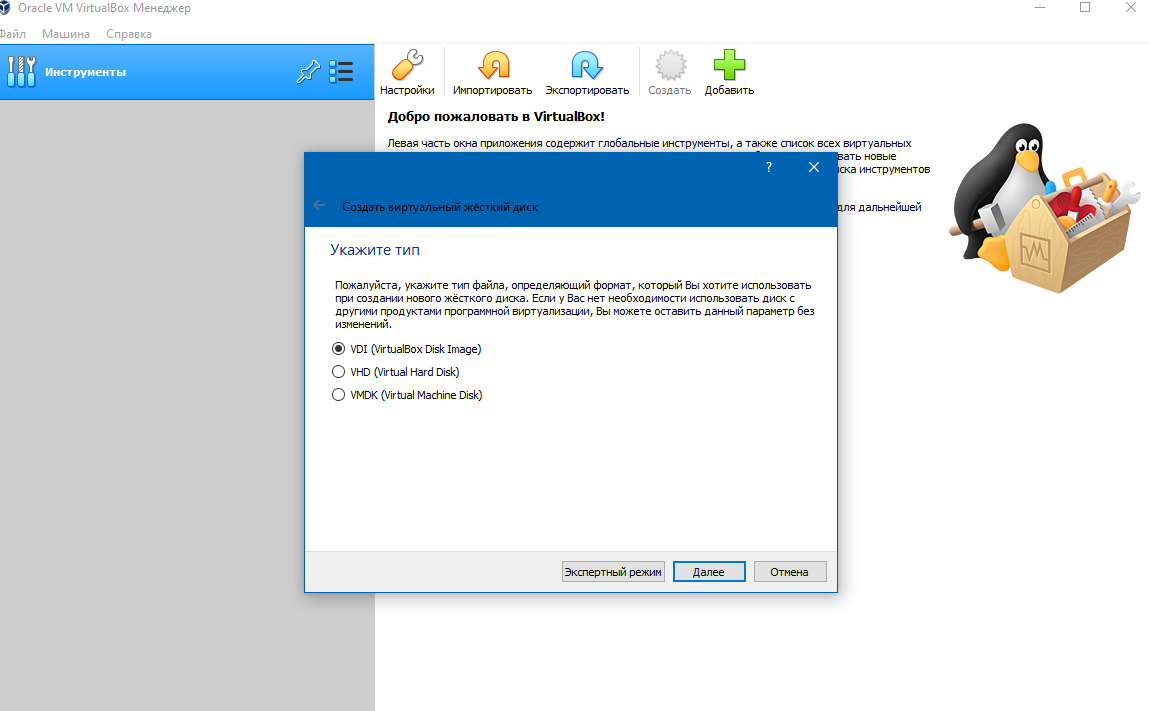 Oracle VM VirtualBox Менеджер
Файл Машина Справка
Инструменты
Настройки Импортировать Экспортировать Создать Добавить
Добро пожаловать в VirtualBox!
Левая часть окна приложения содержит глобальные инструменты, а также список всех виртуальных
вать новые
ска инструментов
для дальнейшей
?
Создать виртуальный жёсткий диск
Укажите тип
Пожалуйста, укажите тип файла, определяющий формат, который Вы хотите использовать
при создании нового жёсткого диска. Если у Вас нет необходимости использовать диск с
другими продуктами программной виртуализации, Вы можете оставить данный параметр без
изменений.
VDI (VirtualBox Disk Image)
VHD (Virtual Hard Disk)
VMDK (Virtual Machine Disk)
Экспертный режим Далее Отмена